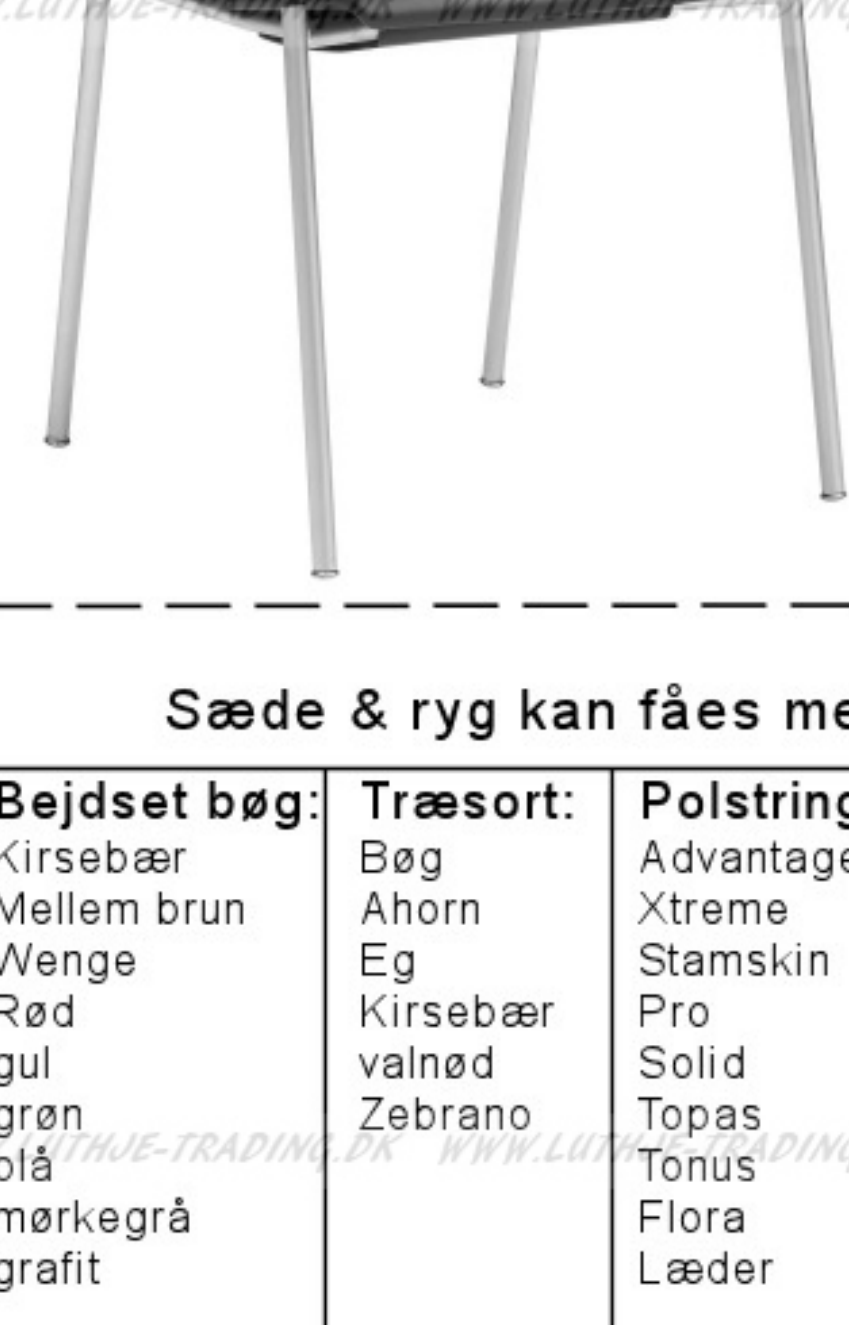 WWW.LUTHJE-TRADING.DK WWW.LUTHJE-TRADING
Sæde & ryg kan fåes me
Bejdset bøg: Træsort: Polstring
Kirsebær Bøg Advantage
Mellem brun Ahorn Xtreme
Wenge Eg Stamskin
Rød Kirsebær Pro
gul valnød Solid
grøn Zebrano Topas
LUTHJE-TRADING.DK WWW.LUTHJE-TRADING
blå Tonus
mørkegrå Flora
grafit Læder